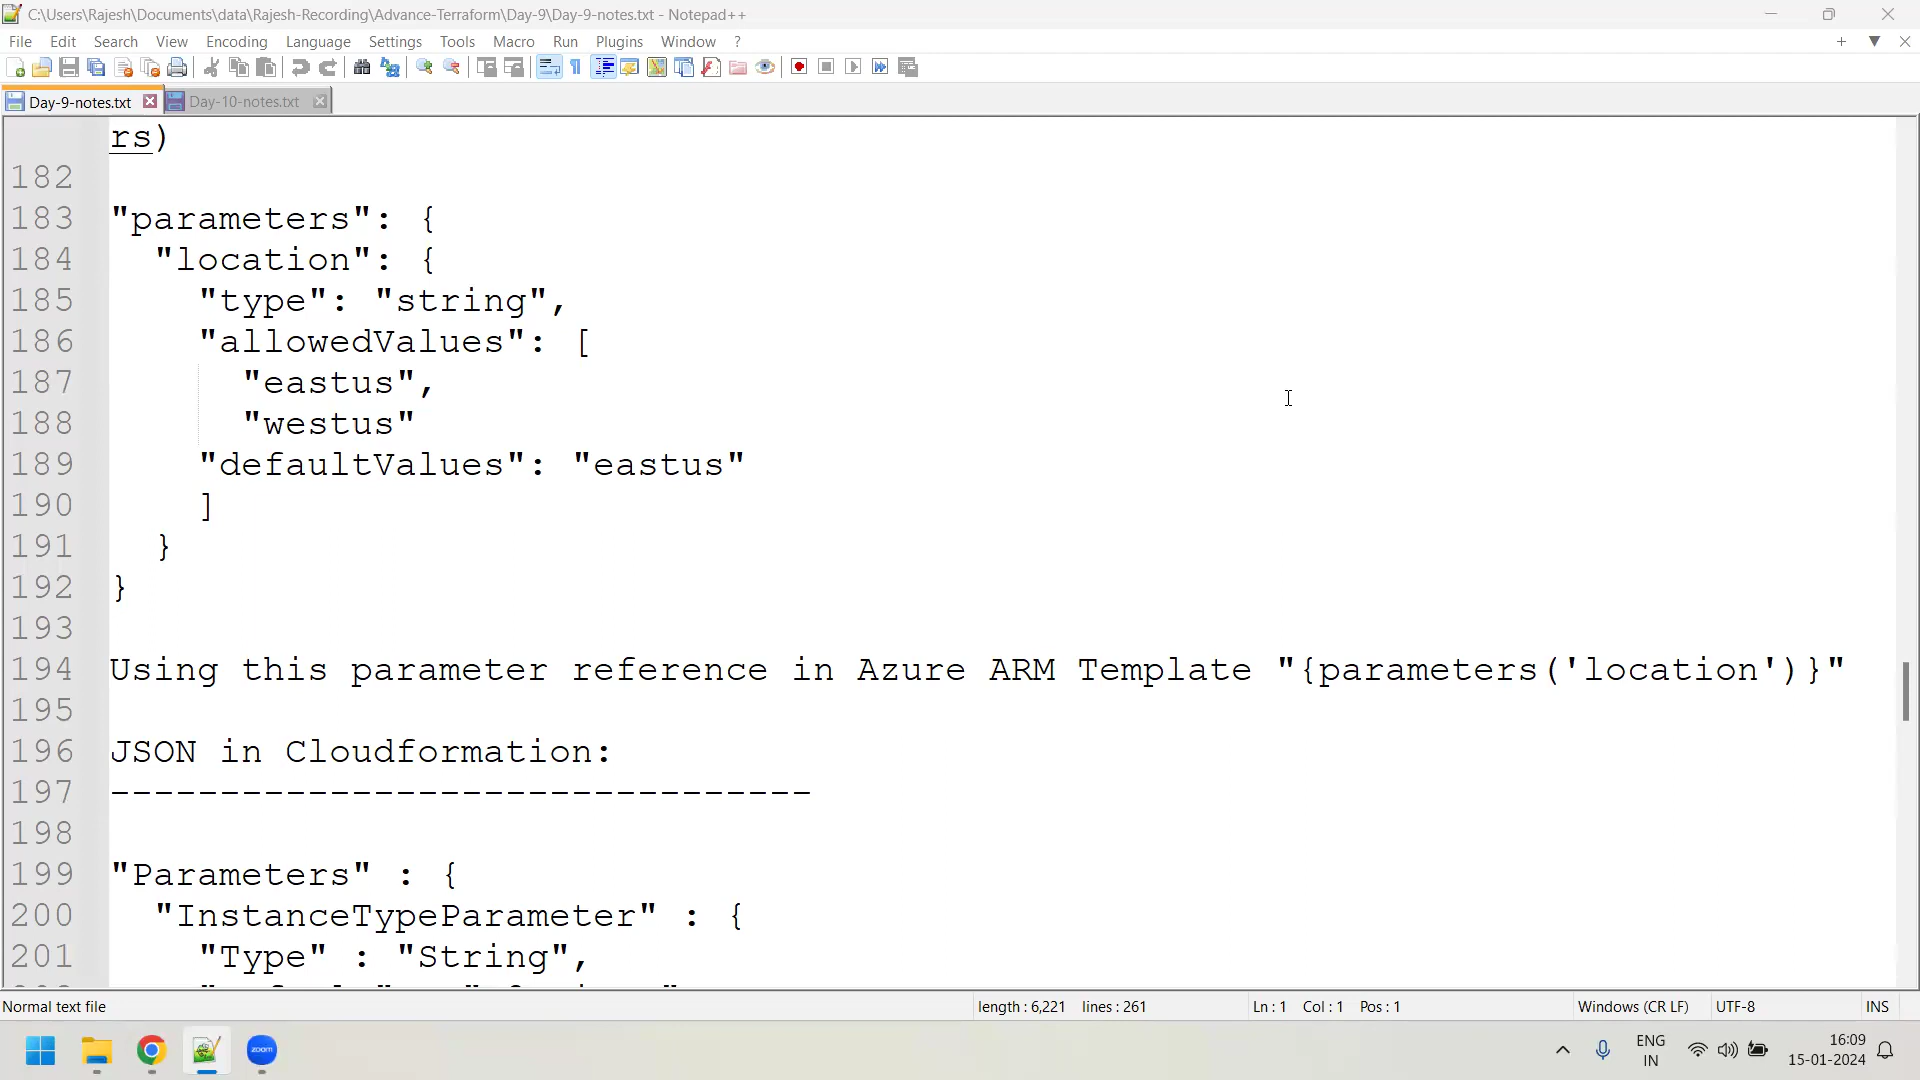 C:\Users\Rajesh\Documents\data\Rajesh-Recording\Advance-Terraform\Day-9\Day-9-notes.txt - Notepad++
File Edit Search View Encoding Language Settings Tools Macro Run Plugins Window ?
Day-9-notes.txt Day-10-notes.txt
rs)
182
183 "parameters": {
184 "location": {
185 "type": "string",
186 "allowedValues": [
187 "eastus",
188 "westus"
189 "defaultValues": "eastus"
190 ]
191 }
192 }
193
194 Using this parameter reference in Azure ARM Template "{parameters('location')}"
195
196 JSON in Cloudformation:
197 --------------------------------
198
199 "Parameters" : {
200 "InstanceTypeParameter" : {
201 "Type" : "String",
Normal text file length : 6,221 lines : 261 Ln : 1 Col : 1 Pos : 1 Windows (CR LF) UTF-8 INS
zoom
ENG
IN
16:09
15-01-2024